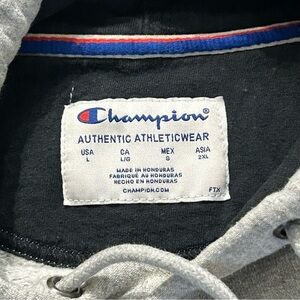 Champion®
AUTHENTIC ATHLETICWEAR
USA CA MEX ASIA
L L/G G 2XL
MADE IN HONDURAS
FABRIQUÉ AU HONDURAS
HECHO EN HONDURAS
CHAMPION.COM FTX